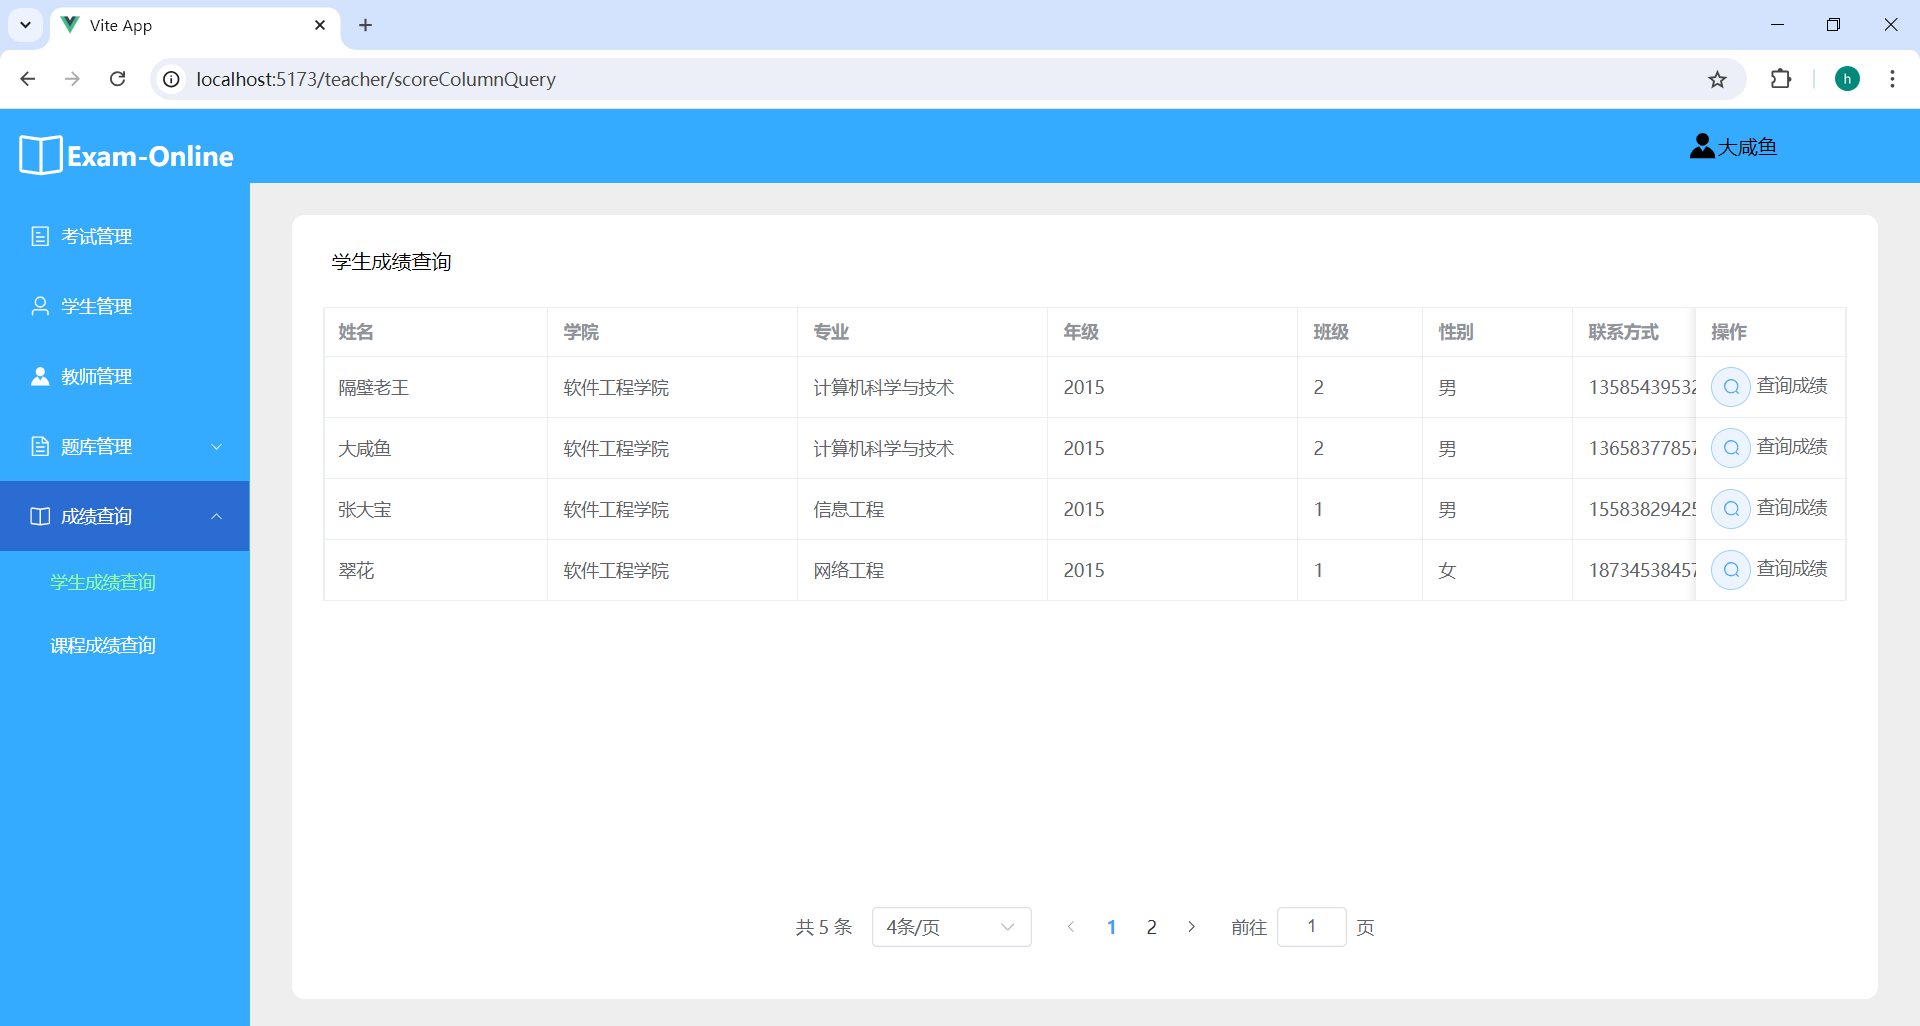 Vite App
localhost:5173/teacher/scoreColumnQuery
h
Exam-Online
大咸鱼
考试管理
学生管理
教师管理
题库管理
成绩查询
学生成绩查询
课程成绩查询
学生成绩查询
姓名 学院 专业 年级 班级 性别 联系方式 操作
隔壁老王 软件工程学院 计算机科学与技术 2015 2 男 13585439532 查询成绩
大咸鱼 软件工程学院 计算机科学与技术 2015 2 男 13658377857 查询成绩
张大宝 软件工程学院 信息工程 2015 1 男 15583829425 查询成绩
翠花 软件工程学院 网络工程 2015 1 女 18734538457 查询成绩
共 5 条 4条/页 1 2 前往 1 页